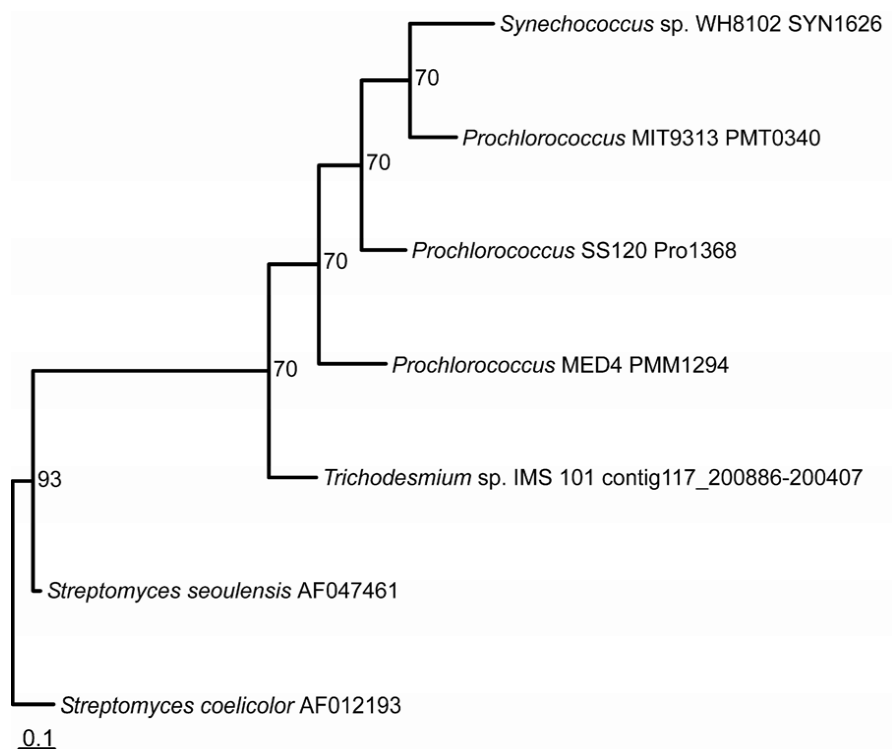 Synechococcus sp. WH8102 SYN1626
70
Prochlorococcus MIT9313 PMT0340
70
Prochlorococcus SS120 Pro1368
70
Prochlorococcus MED4 PMM1294
70
Trichodesmium sp. IMS 101 contig117_200886-200407
93
Streptomyces seoulensis AF047461
Streptomyces coelicolor AF012193
0.1